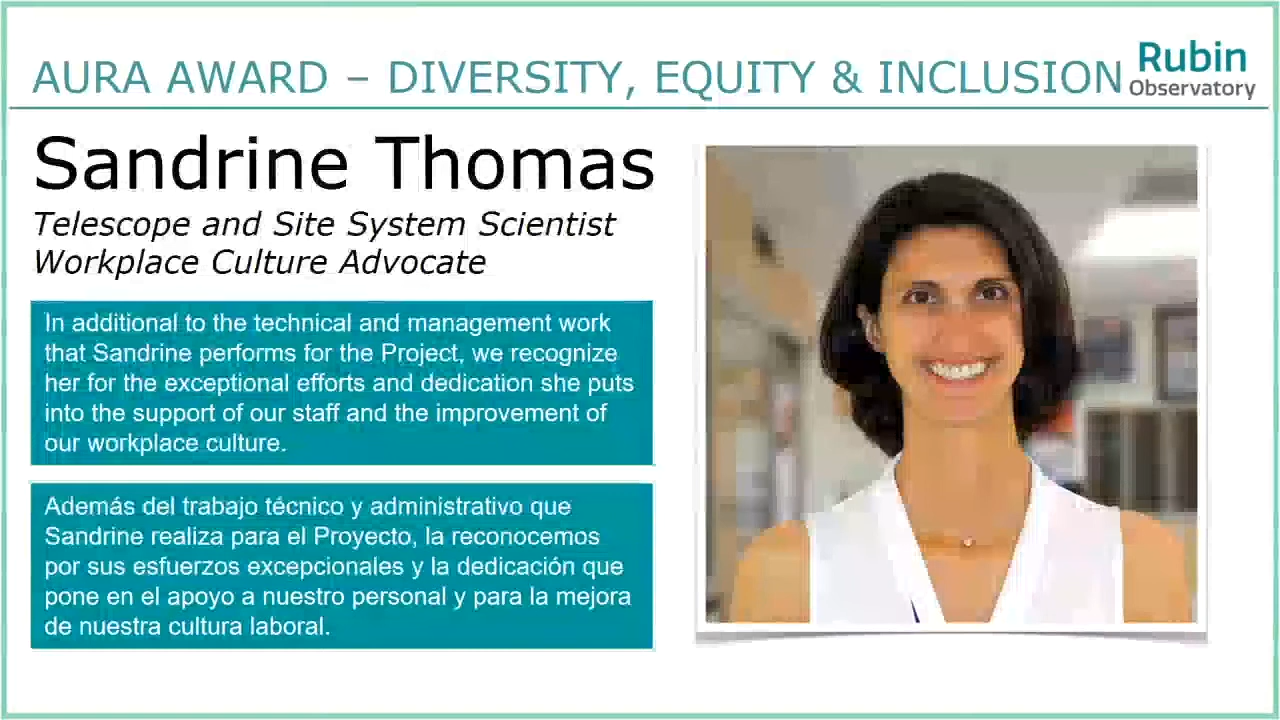 AURA AWARD – DIVERSITY, EQUITY & INCLUSION
Rubin
Observatory
Sandrine Thomas
Telescope and Site System Scientist
Workplace Culture Advocate
In additional to the technical and management work
that Sandrine performs for the Project, we recognize
her for the exceptional efforts and dedication she puts
into the support of our staff and the improvement of
our workplace culture.
Además del trabajo técnico y administrativo que
Sandrine realiza para el Proyecto, la reconocemos
por sus esfuerzos excepcionales y la dedicación que
pone en el apoyo a nuestro personal y para la mejora
de nuestra cultura laboral.